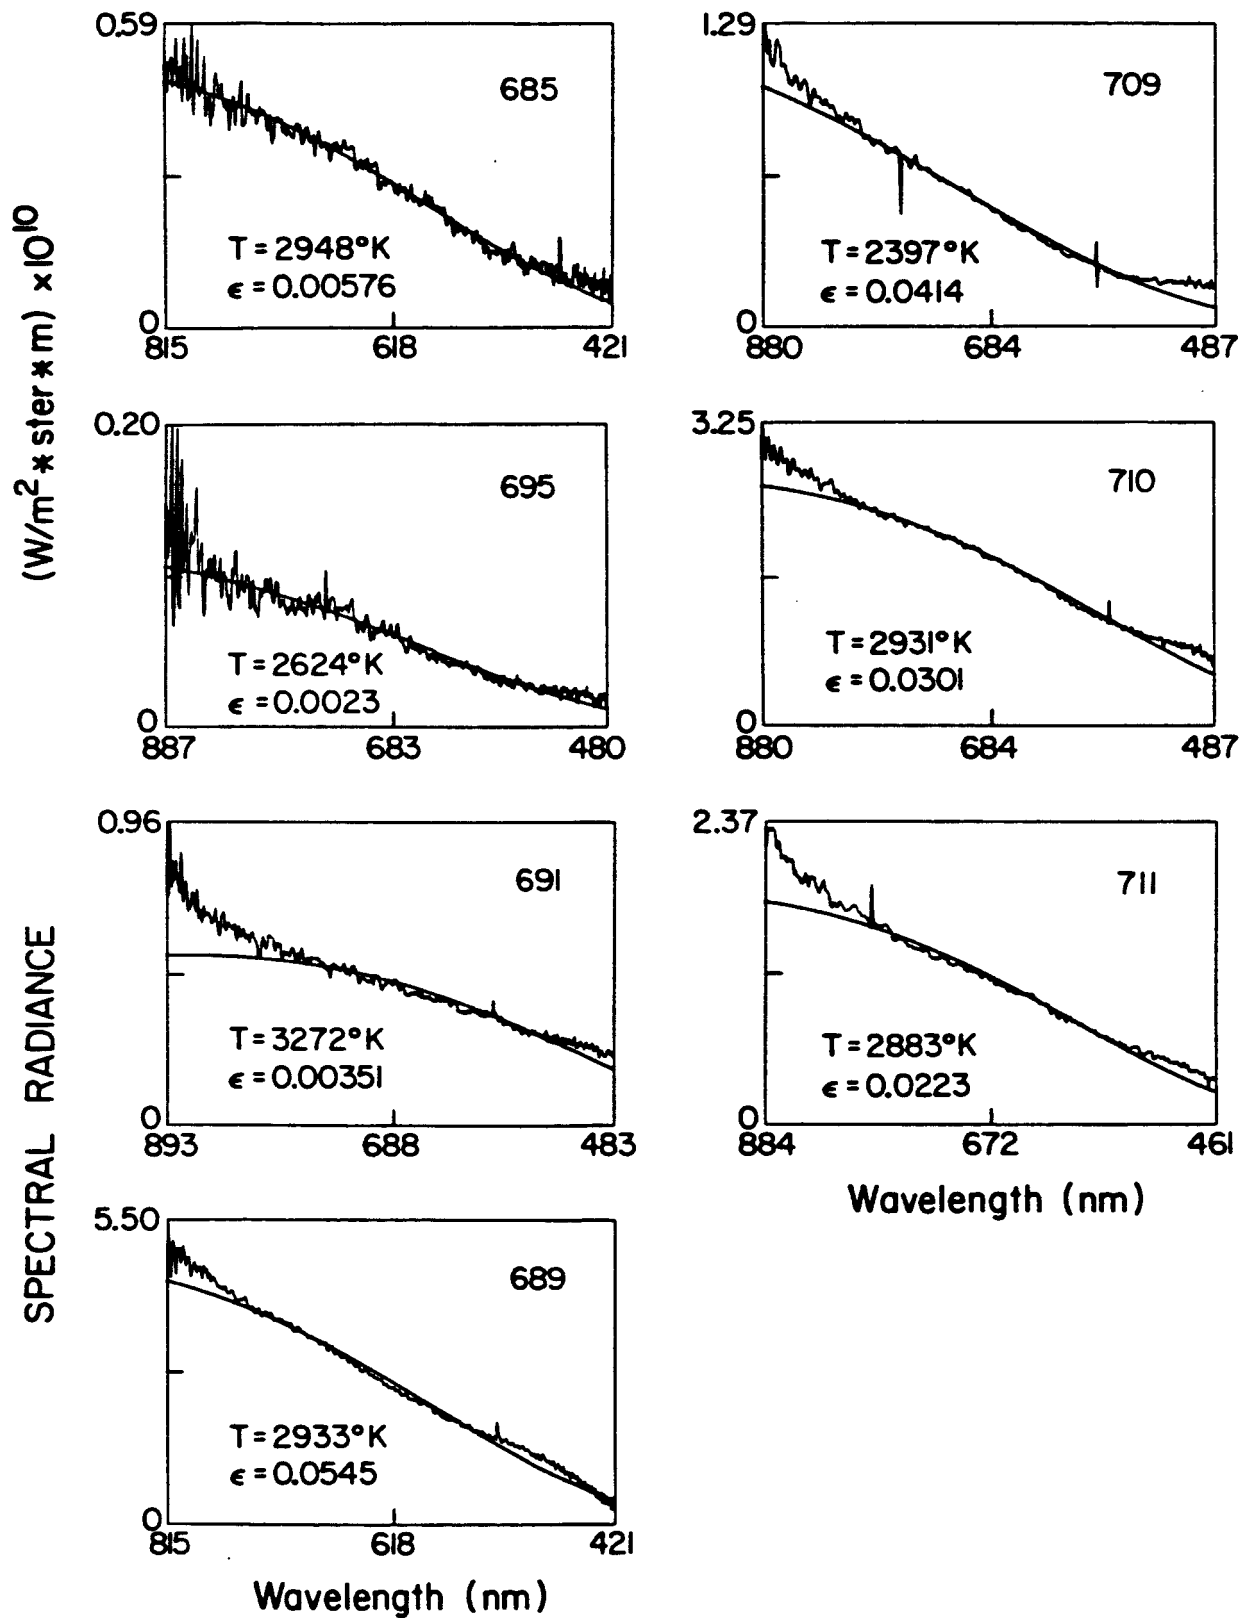 SPECTRAL RADIANCE (W/m² * ster * m) ×10¹⁰
0.59
685
T = 2948°K
ϵ = 0.00576
0
815 618 421
0.20
695
T = 2624°K
ϵ = 0.0023
0
887 683 480
0.96
691
T = 3272°K
ϵ = 0.00351
0
893 688 483
5.50
689
T = 2933°K
ϵ = 0.0545
0
815 618 421
Wavelength (nm)
1.29
709
T = 2397°K
ϵ = 0.0414
0
880 684 487
3.25
710
T = 2931°K
ϵ = 0.0301
0
880 684 487
2.37
711
T = 2883°K
ϵ = 0.0223
0
884 672 461
Wavelength (nm)